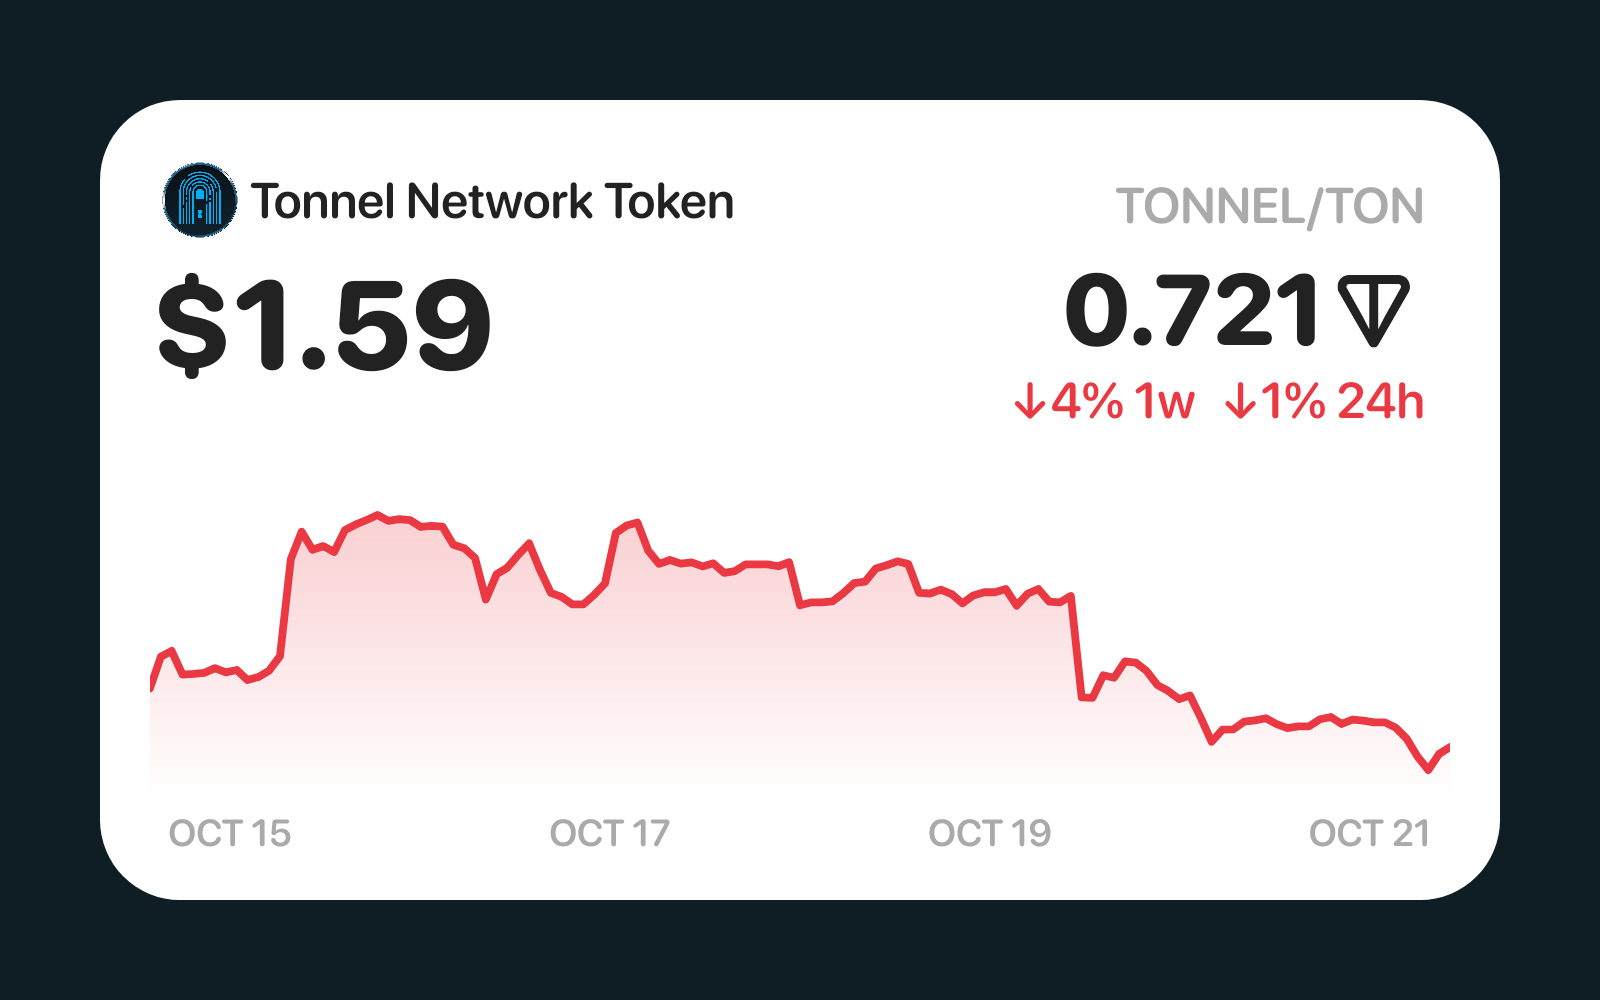 Tonnel Network Token
TONNEL/TON
$1.59
0.721
↓4% 1w ↓1% 24h
OCT 15 OCT 17 OCT 19 OCT 21